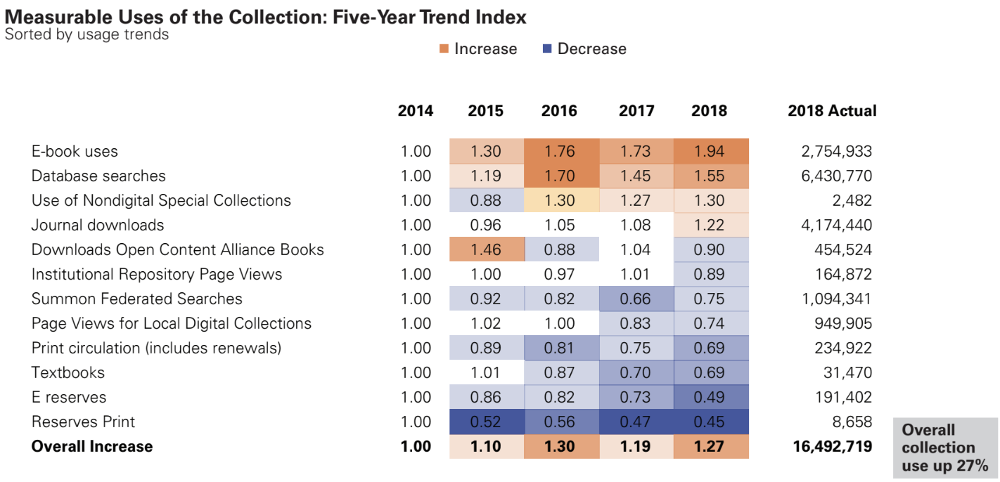 Measurable Uses of the Collection: Five-Year Trend Index
Sorted by usage trends
Increase Decrease
2014 2015 2016 2017 2018 2018 Actual
E-book uses 1.00 1.30 1.76 1.73 1.94 2,754,933
Database searches 1.00 1.19 1.70 1.45 1.55 6,430,770
Use of Nondigital Special Collections 1.00 0.88 1.30 1.27 1.30 2,482
Journal downloads 1.00 0.96 1.05 1.08 1.22 4,174,440
Downloads Open Content Alliance Books 1.00 1.46 0.88 1.04 0.90 454,524
Institutional Repository Page Views 1.00 1.00 0.97 1.01 0.89 164,872
Summon Federated Searches 1.00 0.92 0.82 0.66 0.75 1,094,341
Page Views for Local Digital Collections 1.00 1.02 1.00 0.83 0.74 949,905
Print circulation (includes renewals) 1.00 0.89 0.81 0.75 0.69 234,922
Textbooks 1.00 1.01 0.87 0.70 0.69 31,470
E reserves 1.00 0.86 0.82 0.73 0.49 191,402
Reserves Print 1.00 0.52 0.56 0.47 0.45 8,658
Overall Increase 1.00 1.10 1.30 1.19 1.27 16,492,719
Overall
collection
use up 27%